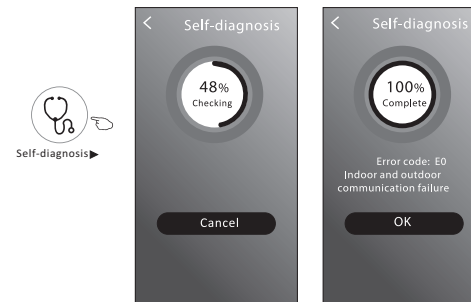 Self-diagnosis▶
Self-diagnosis
48%
Checking
Cancel
Self-diagnosis
100%
Complete
Error code: E0
Indoor and outdoor
communication failure
OK